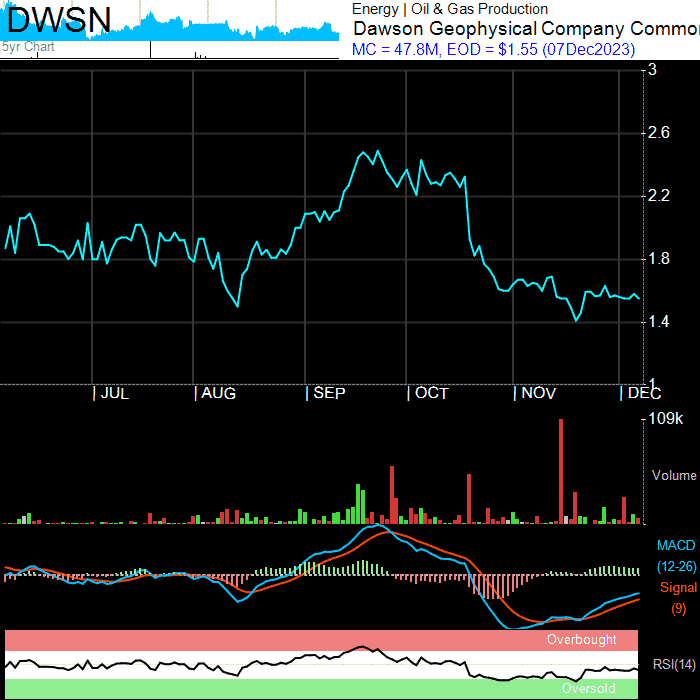 DWSN
5yr Chart
Energy | Oil & Gas Production
Dawson Geophysical Company Commo
MC = 47.8M, EOD = $1.55 (07Dec2023)
3
2.6
2.2
1.8
1.4
1
JUL
AUG
SEP
OCT
NOV
DEC
109k
Volume
MACD
(12-26)
Signal
(9)
Overbought
RSI(14)
Oversold